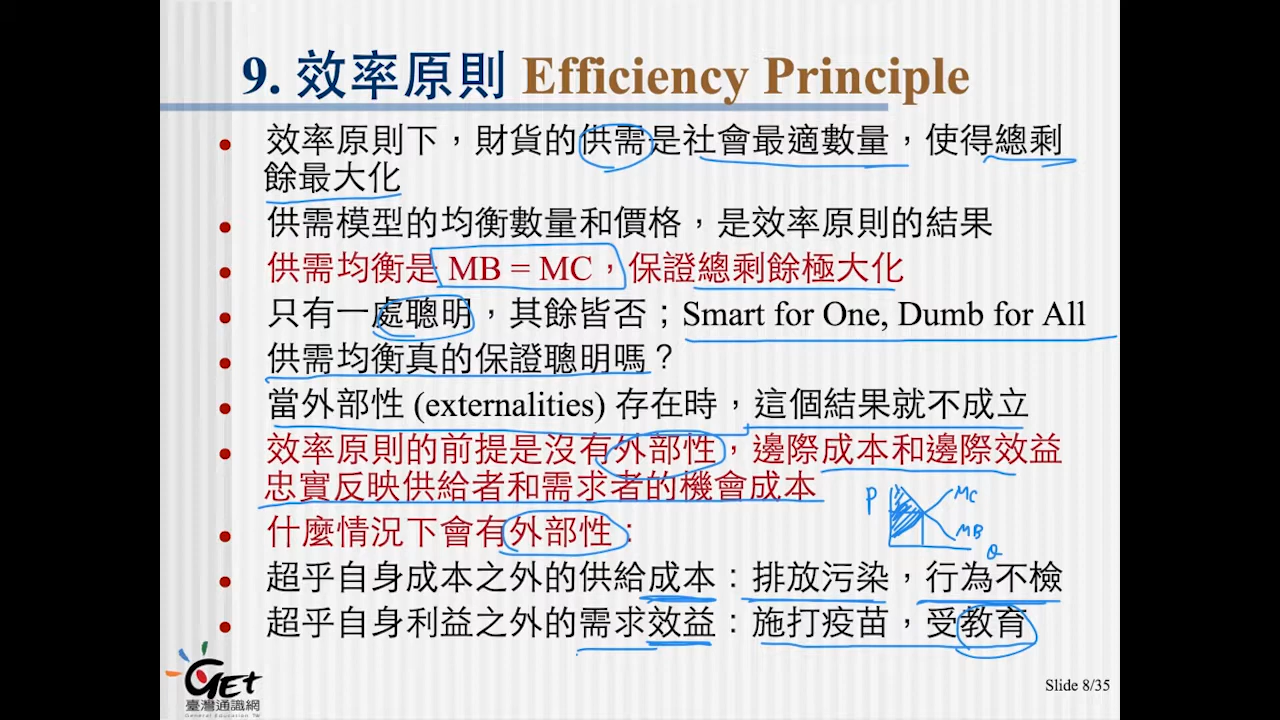 9. 效率原則 Efficiency Principle
效率原則下，財貨的供需是社會最適數量，使得總剩
餘最大化
供需模型的均衡數量和價格，是效率原則的結果
供需均衡是 MB = MC，保證總剩餘極大化
只有一處聰明，其餘皆否；Smart for One, Dumb for All
供需均衡真的保證聰明嗎？
當外部性 (externalities) 存在時，這個結果就不成立
效率原則的前提是沒有外部性，邊際成本和邊際效益
忠實反映供給者和需求者的機會成本
P
MC
MB
Q
什麼情況下會有外部性：
超乎自身成本之外的供給成本：排放污染，行為不檢
超乎自身利益之外的需求效益：施打疫苗，受教育
GET
臺灣通識網
General Education TW
Slide 8/35